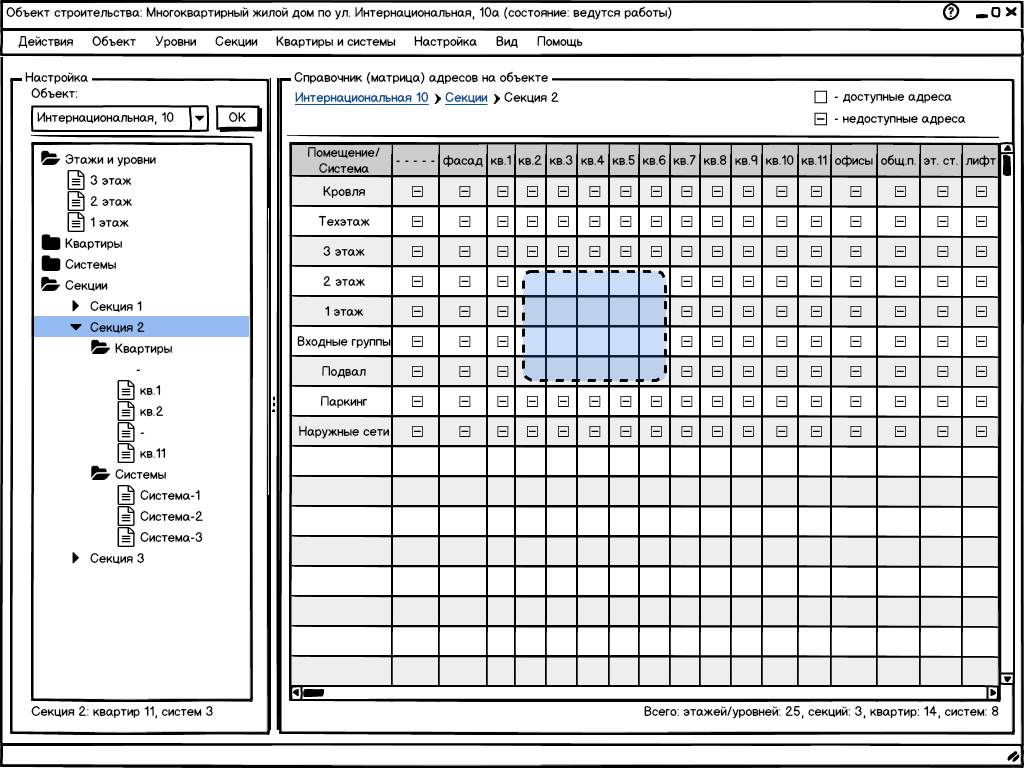 Объект строительства: Многоквартирный жилой дом по ул. Интернациональная, 10а (состояние: ведутся работы)
Действия Объект Уровни Секции Квартиры и системы Настройка Вид Помощь
Настройка
Объект:
Интернациональная, 10 OK
Этажи и уровни
3 этаж
2 этаж
1 этаж
Квартиры
Системы
Секции
Секция 1
Секция 2
Квартиры
-
кв.1
кв.2
-
кв.11
Системы
Система-1
Система-2
Система-3
Секция 3
Секция 2: квартир 11, систем 3
Справочник (матрица) адресов на объекте
Интернациональная 10 Секции Секция 2
- доступные адреса
- недоступные адреса
Помещение/
Система
- - - - - фасад кв.1 кв.2 кв.3 кв.4 кв.5 кв.6 кв.7 кв.8 кв.9 кв.10 кв.11 офисы общ.п. эт. ст. лифт
Кровля
Техэтаж
3 этаж
2 этаж
1 этаж
Входные группы
Подвал
Паркинг
Наружные сети
Всего: этажей/уровней: 25, секций: 3, квартир: 14, систем: 8